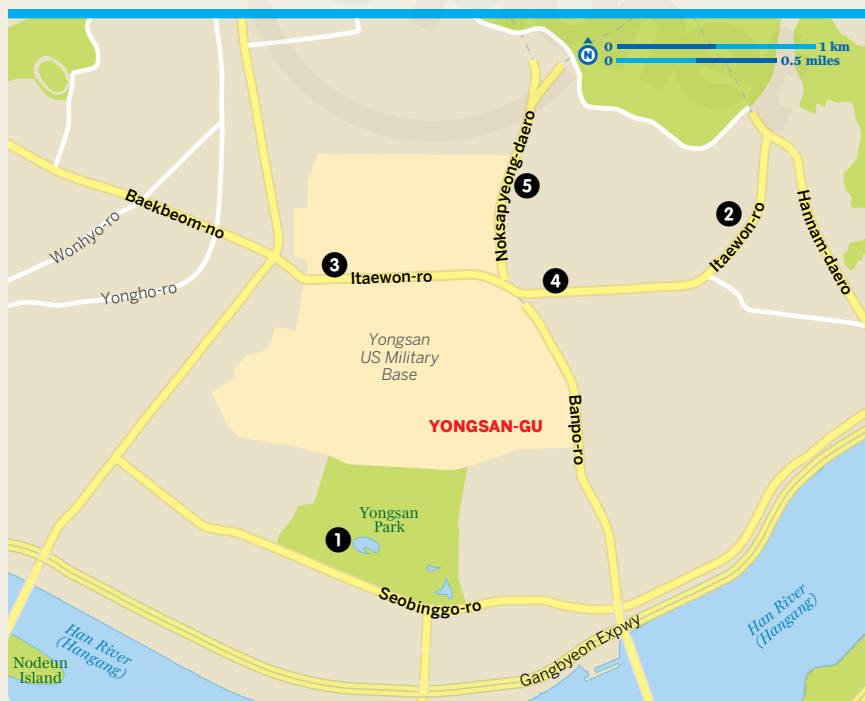 N
0 1 km
0 0.5 miles
Noksapyeong-daero
5
2
Baekbeom-no
Wonhyo-ro
Yongho-ro
Itaewon-ro
Hannam-daero
3
Itaewon-ro
4
Yongsan
US Military
Base
Banpo-ro
YONGSAN-GU
1
Yongsan
Park
Seobinggo-ro
Han River
(Hangang)
Han River
(Hangang)
Gangbyeon Expwy
Nodeun
Island